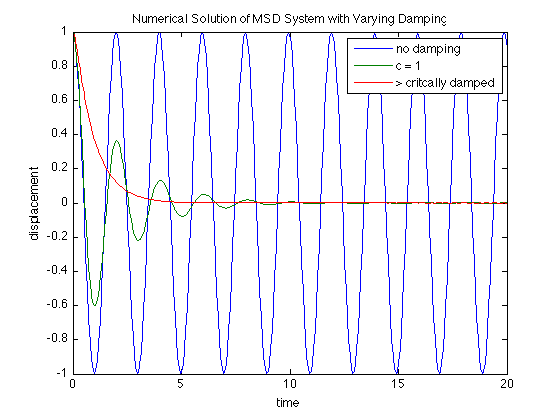 Numerical Solution of MSD System with Varying Damping
no damping
c = 1
> critcally damped
1
0.8
0.6
0.4
0.2
0
-0.2
-0.4
-0.6
-0.8
-1
displacement
0
5
10
15
20
time